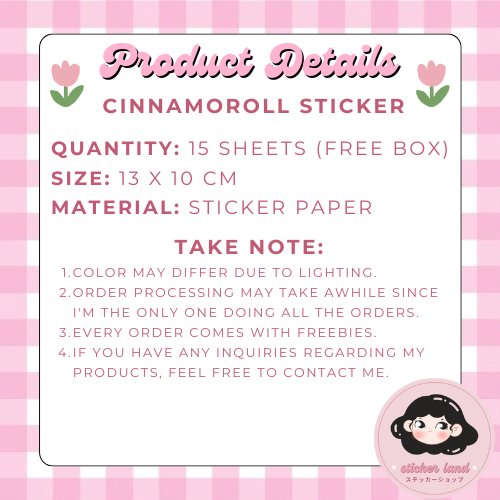 Product Details
CINNAMOROLL STICKER
QUANTITY: 15 SHEETS (FREE BOX)
SIZE: 13 X 10 CM
MATERIAL: STICKER PAPER
TAKE NOTE:
1.COLOR MAY DIFFER DUE TO LIGHTING.
2.ORDER PROCESSING MAY TAKE AWHILE SINCE
I'M THE ONLY ONE DOING ALL THE ORDERS.
3.EVERY ORDER COMES WITH FREEBIES.
4.IF YOU HAVE ANY INQUIRIES REGARDING MY
PRODUCTS, FEEL FREE TO CONTACT ME.
sticker land
ステッカーショップ